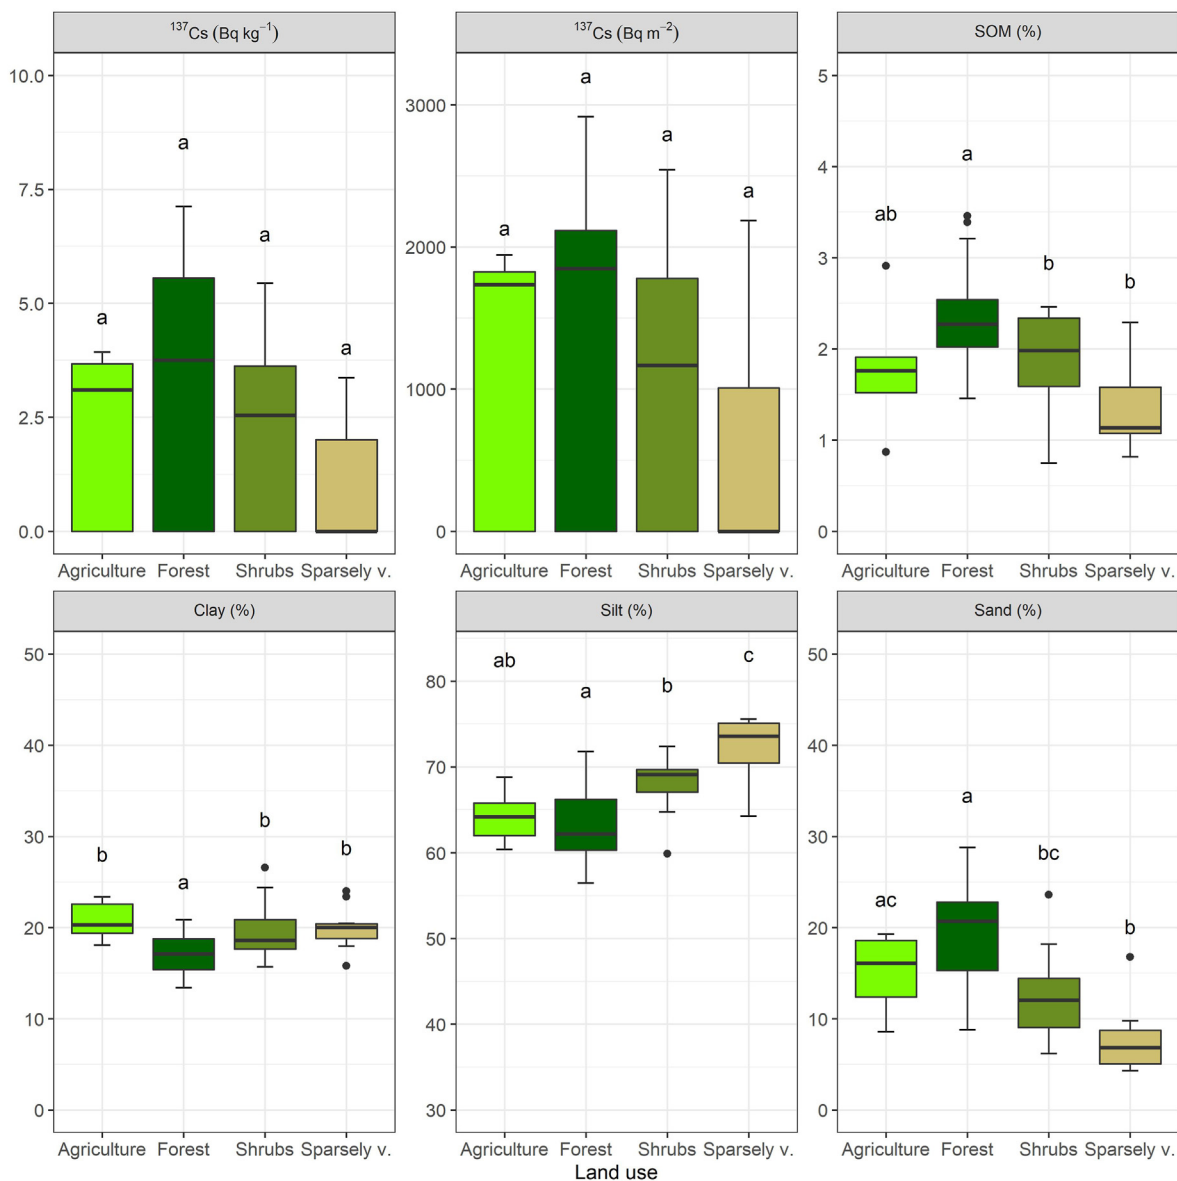 ¹³⁷Cs (Bq kg⁻¹)
10.0
7.5
5.0
2.5
0.0
a
a
a
a
Agriculture Forest Shrubs Sparsely v.
¹³⁷Cs (Bq m⁻²)
3000
2000
1000
0
a
a
a
a
Agriculture Forest Shrubs Sparsely v.
SOM (%)
5
4
3
2
1
0
ab
a
b
b
Agriculture Forest Shrubs Sparsely v.
Clay (%)
50
40
30
20
10
0
b
a
b
b
Agriculture Forest Shrubs Sparsely v.
Silt (%)
80
70
60
50
40
30
ab
a
b
c
Agriculture Forest Shrubs Sparsely v.
Sand (%)
50
40
30
20
10
0
ac
a
bc
b
Agriculture Forest Shrubs Sparsely v.
Land use